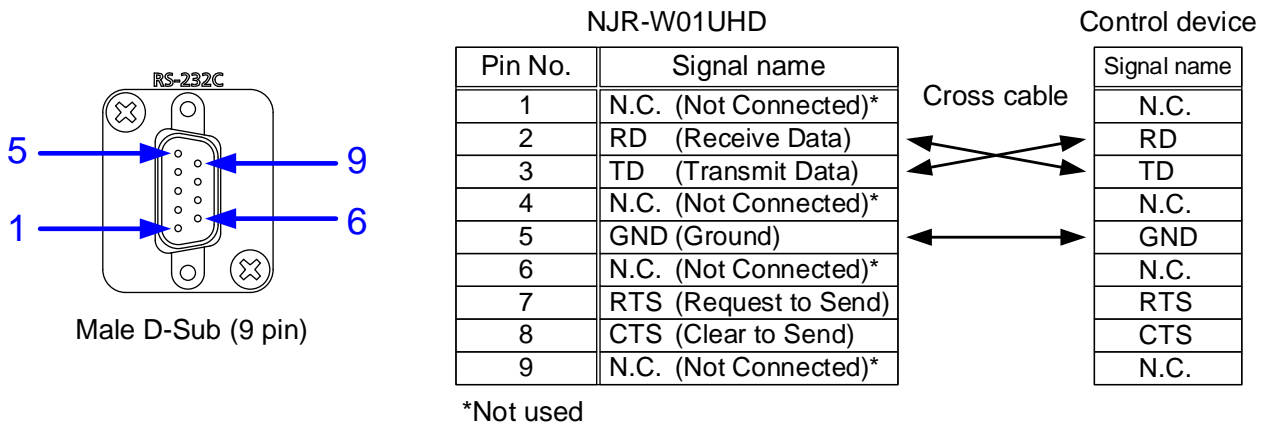 RS-232C
5
9
1
6
Male D-Sub (9 pin)
NJR-W01UHD
Pin No. Signal name
1 N.C. (Not Connected)*
2 RD (Receive Data)
3 TD (Transmit Data)
4 N.C. (Not Connected)*
5 GND (Ground)
6 N.C. (Not Connected)*
7 RTS (Request to Send)
8 CTS (Clear to Send)
9 N.C. (Not Connected)*
*Not used
Cross cable
Control device
Signal name
N.C.
RD
TD
N.C.
GND
N.C.
RTS
CTS
N.C.